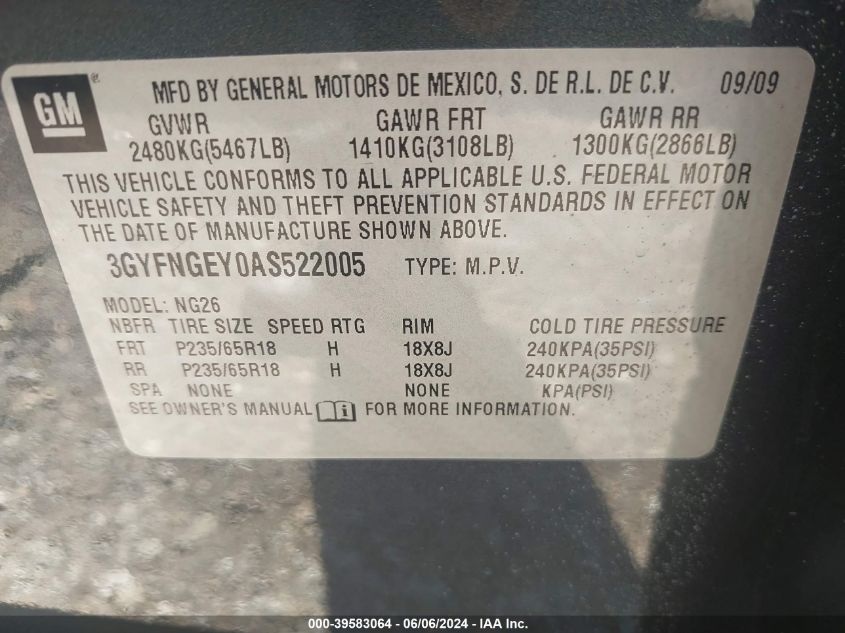 GM®
MFD BY GENERAL MOTORS DE MEXICO, S. DE R.L. DE C.V. 09/09
GVWR GAWR FRT GAWR RR
2480KG(5467LB) 1410KG(3108LB) 1300KG(2866LB)
THIS VEHICLE CONFORMS TO ALL APPLICABLE U.S. FEDERAL MOTOR
VEHICLE SAFETY AND THEFT PREVENTION STANDARDS IN EFFECT ON
THE DATE OF MANUFACTURE SHOWN ABOVE.
3GYFNGEY0AS522005 TYPE: M.P.V.
MODEL: NG26
NBFR TIRE SIZE SPEED RTG RIM COLD TIRE PRESSURE
FRT P235/65R18 H 18X8J 240KPA(35PSI)
RR P235/65R18 H 18X8J 240KPA(35PSI)
SPA NONE NONE KPA(PSI)
SEE OWNER'S MANUAL i FOR MORE INFORMATION.
000-39583064 - 06/06/2024 - IAA Inc.